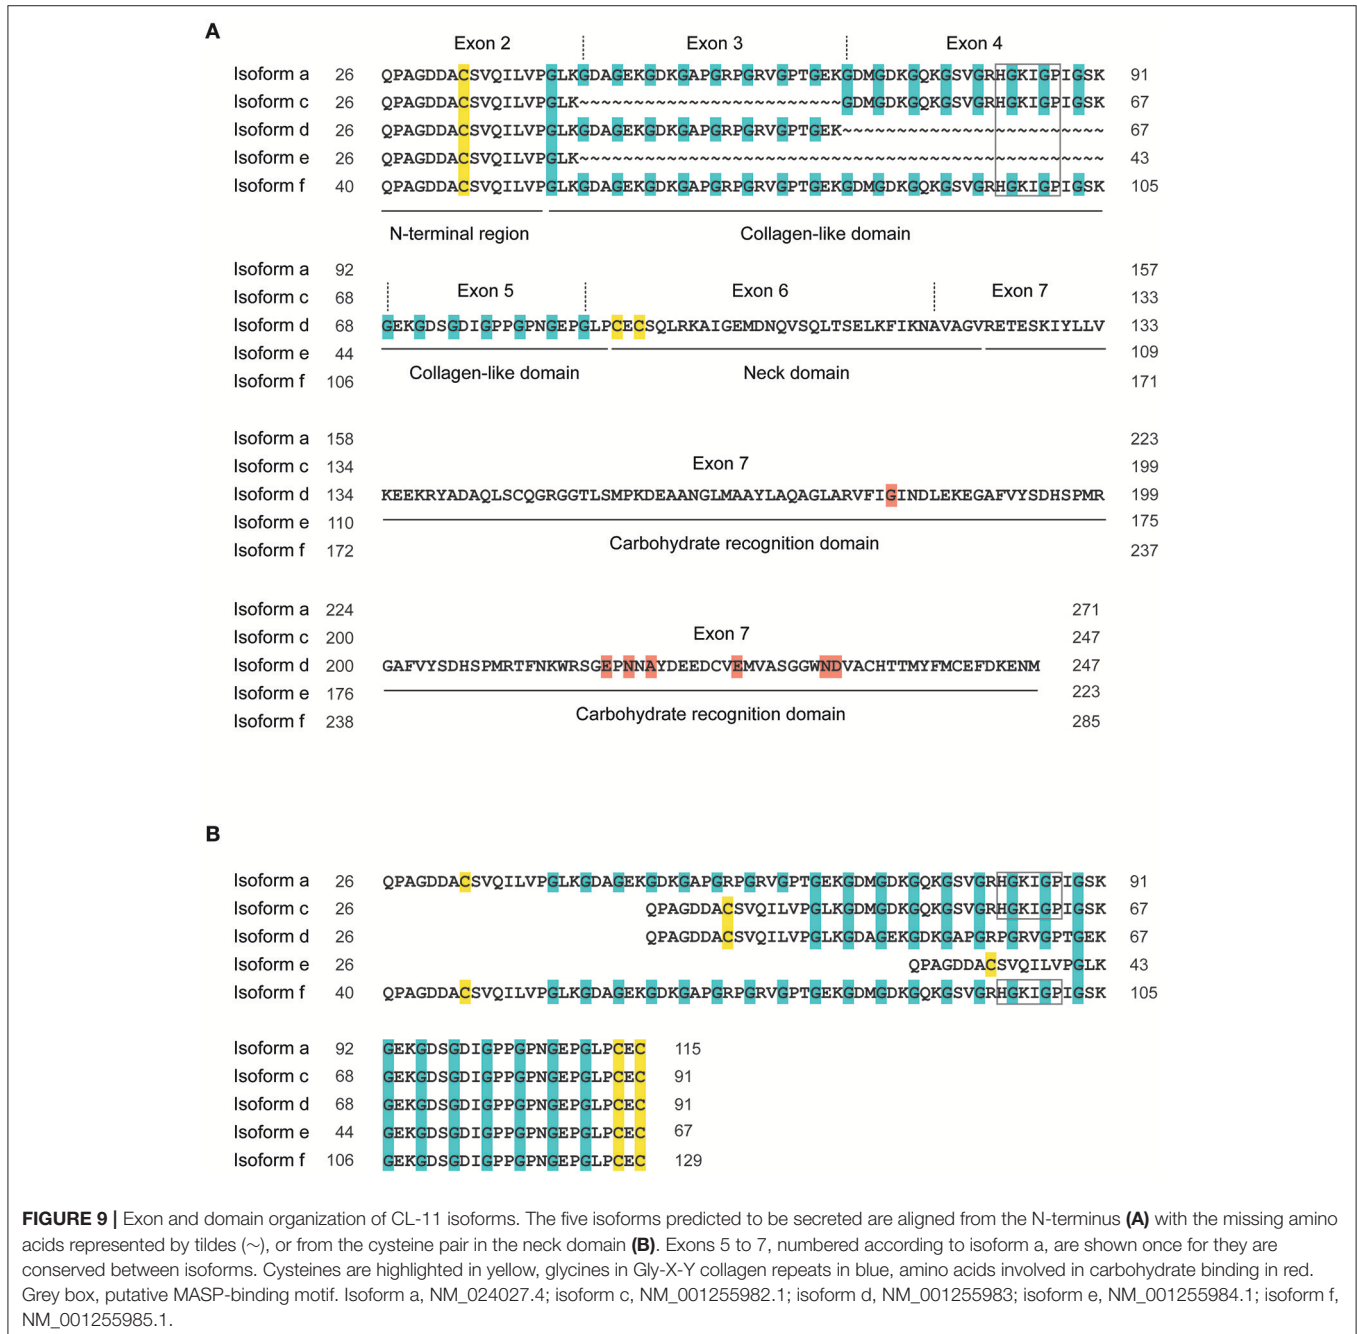 A
Exon 2 Exon 3 Exon 4
Isoform a 26 QPAGDDACSVQILVPGLKGDAGEKGDKGAPGRPGRVGPTGEKGDMGDKGQKGSVGRHGKIGPIGSK 91
Isoform c 26 QPAGDDACSVQILVPGLK~~~~~~~~~~~~~~~~~~~~~~~~GDMGDKGQKGSVGRHGKIGPIGSK 67
Isoform d 26 QPAGDDACSVQILVPGLKGDAGEKGDKGAPGRPGRVGPTGEK~~~~~~~~~~~~~~~~~~~~~~~~ 67
Isoform e 26 QPAGDDACSVQILVPGLK~~~~~~~~~~~~~~~~~~~~~~~~~~~~~~~~~~~~~~~~~~~~~~~~ 43
Isoform f 40 QPAGDDACSVQILVPGLKGDAGEKGDKGAPGRPGRVGPTGEKGDMGDKGQKGSVGRHGKIGPIGSK 105
N-terminal region Collagen-like domain
Isoform a 92 157
Exon 5 Exon 6 Exon 7
Isoform c 68 133
Isoform d 68 GEKGDSGDIGPPGPNGEPGLPCECSQLRKAIGEMDNQVSQLTSELKFIKNAVAGVRETESKIYLLV 133
Isoform e 44 109
Collagen-like domain Neck domain
Isoform f 106 171
Isoform a 158 223
Isoform c 134 Exon 7 199
Isoform d 134 KEEKRYADAQLSCQGRGGTLSMPKDEAANGLMAAYLAQAGLARVFIGINDLEKEGAFVYSDHSPMR 199
Isoform e 110 175
Carbohydrate recognition domain
Isoform f 172 237
Isoform a 224 271
Isoform c 200 Exon 7 247
Isoform d 200 GAFVYSDHSPMRTFNKWRSGEPNNAYDEEDCVEMVASGGWNDVACHTTMYFMCEFDKENM 247
Isoform e 176 223
Carbohydrate recognition domain
Isoform f 238 285
B
Isoform a 26 QPAGDDACSVQILVPGLKGDAGEKGDKGAPGRPGRVGPTGEKGDMGDKGQKGSVGRHGKIGPIGSK 91
Isoform c 26 QPAGDDACSVQILVPGLKGDMGDKGQKGSVGRHGKIGPIGSK 67
Isoform d 26 QPAGDDACSVQILVPGLKGDAGEKGDKGAPGRPGRVGPTGEK 67
Isoform e 26 QPAGDDACSVQILVPGLK 43
Isoform f 40 QPAGDDACSVQILVPGLKGDAGEKGDKGAPGRPGRVGPTGEKGDMGDKGQKGSVGRHGKIGPIGSK 105
Isoform a 92 GEKGDSGDIGPPGPNGEPGLPCEC 115
Isoform c 68 GEKGDSGDIGPPGPNGEPGLPCEC 91
Isoform d 68 GEKGDSGDIGPPGPNGEPGLPCEC 91
Isoform e 44 GEKGDSGDIGPPGPNGEPGLPCEC 67
Isoform f 106 GEKGDSGDIGPPGPNGEPGLPCEC 129
FIGURE 9 | Exon and domain organization of CL-11 isoforms. The five isoforms predicted to be secreted are aligned from the N-terminus (A) with the missing amino
acids represented by tildes (~), or from the cysteine pair in the neck domain (B). Exons 5 to 7, numbered according to isoform a, are shown once for they are
conserved between isoforms. Cysteines are highlighted in yellow, glycines in Gly-X-Y collagen repeats in blue, amino acids involved in carbohydrate binding in red.
Grey box, putative MASP-binding motif. Isoform a, NM_024027.4; isoform c, NM_001255982.1; isoform d, NM_001255983; isoform e, NM_001255984.1; isoform f,
NM_001255985.1.